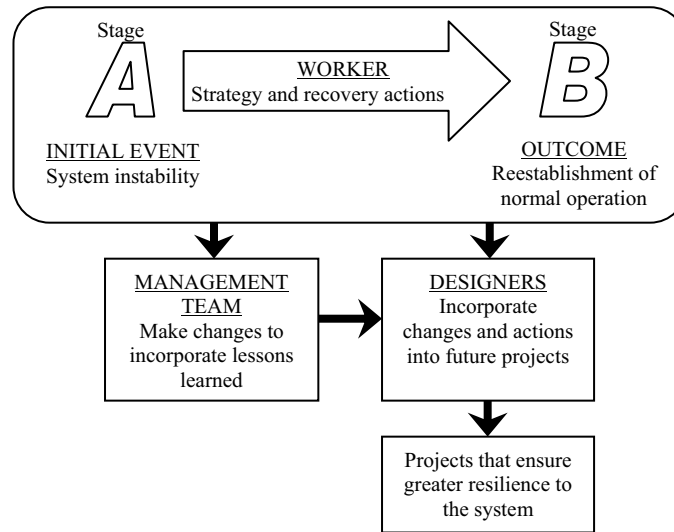 Stage
A
INITIAL EVENT
System instability
WORKER
Strategy and recovery actions
Stage
B
OUTCOME
Reestablishment of
normal operation
MANAGEMENT
TEAM
Make changes to
incorporate lessons
learned
DESIGNERS
Incorporate
changes and actions
into future projects
Projects that ensure
greater resilience to
the system